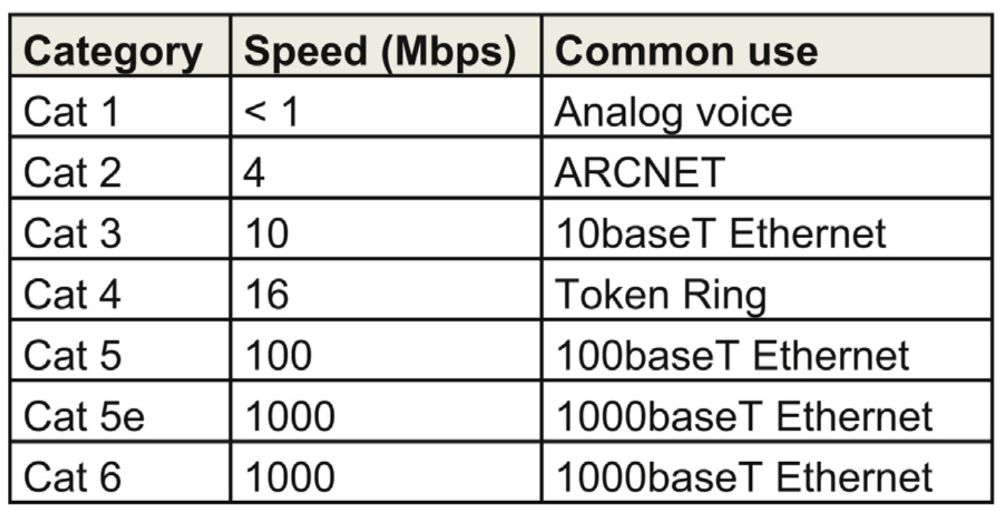 Category Speed (Mbps) Common use
Cat 1 < 1 Analog voice
Cat 2 4 ARCNET
Cat 3 10 10baseT Ethernet
Cat 4 16 Token Ring
Cat 5 100 100baseT Ethernet
Cat 5e 1000 1000baseT Ethernet
Cat 6 1000 1000baseT Ethernet